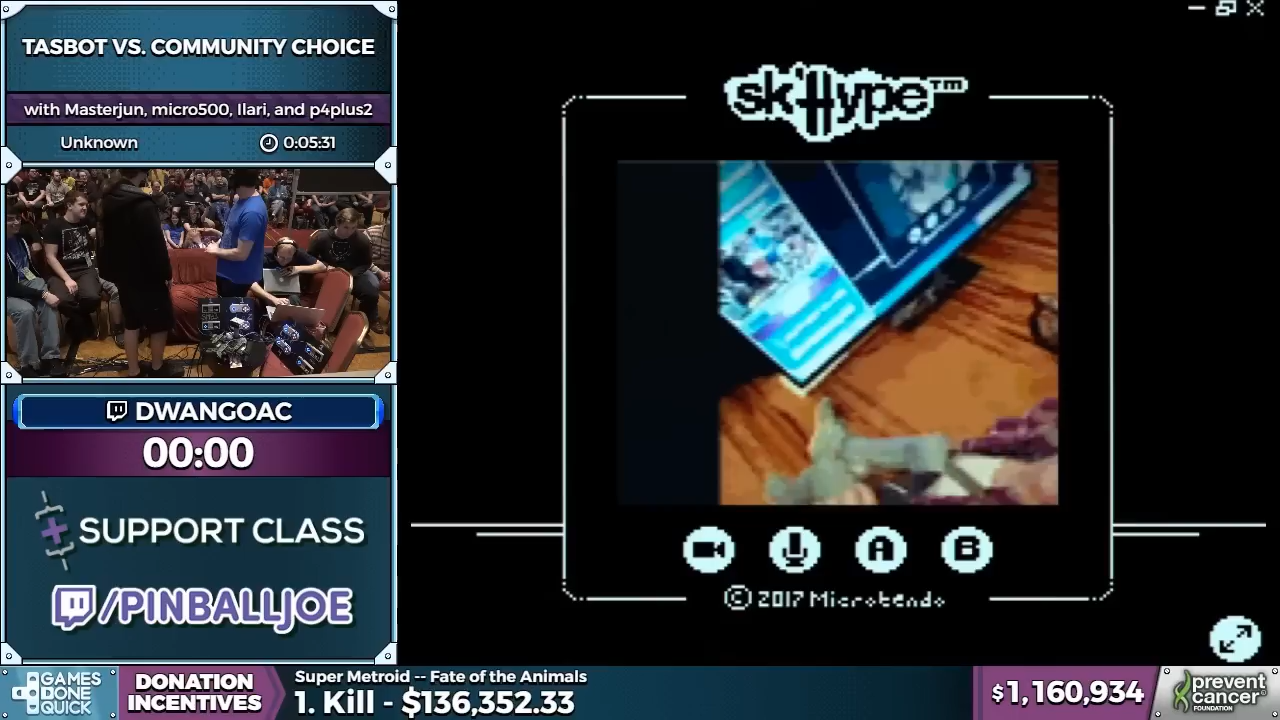 TASBOT VS. COMMUNITY CHOICE
with Masterjun, micro500, Ilari, and p4plus2
Unknown
0:05:31
DWANGOAC
00:00
SUPPORT CLASS
/PINBALLJOE
skHype™
© 2017 Microtendo
A
B
GAMES
DONE
QUICK
DONATION
INCENTIVES
Super Metroid -- Fate of the Animals
1. Kill - $136,352.33
$1,160,934
prevent
cancer
FOUNDATION